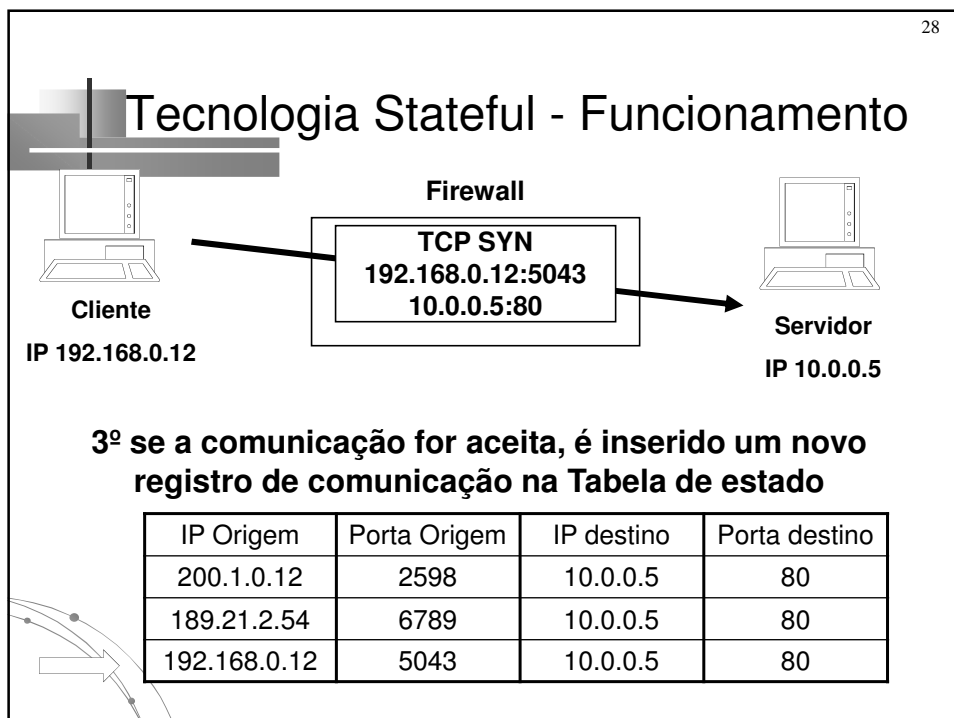 28
Tecnologia Stateful - Funcionamento
Firewall
TCP SYN
192.168.0.12:5043
10.0.0.5:80
Cliente
IP 192.168.0.12
Servidor
IP 10.0.0.5
3º se a comunicação for aceita, é inserido um novo
registro de comunicação na Tabela de estado
IP Origem Porta Origem IP destino Porta destino
200.1.0.12 2598 10.0.0.5 80
189.21.2.54 6789 10.0.0.5 80
192.168.0.12 5043 10.0.0.5 80